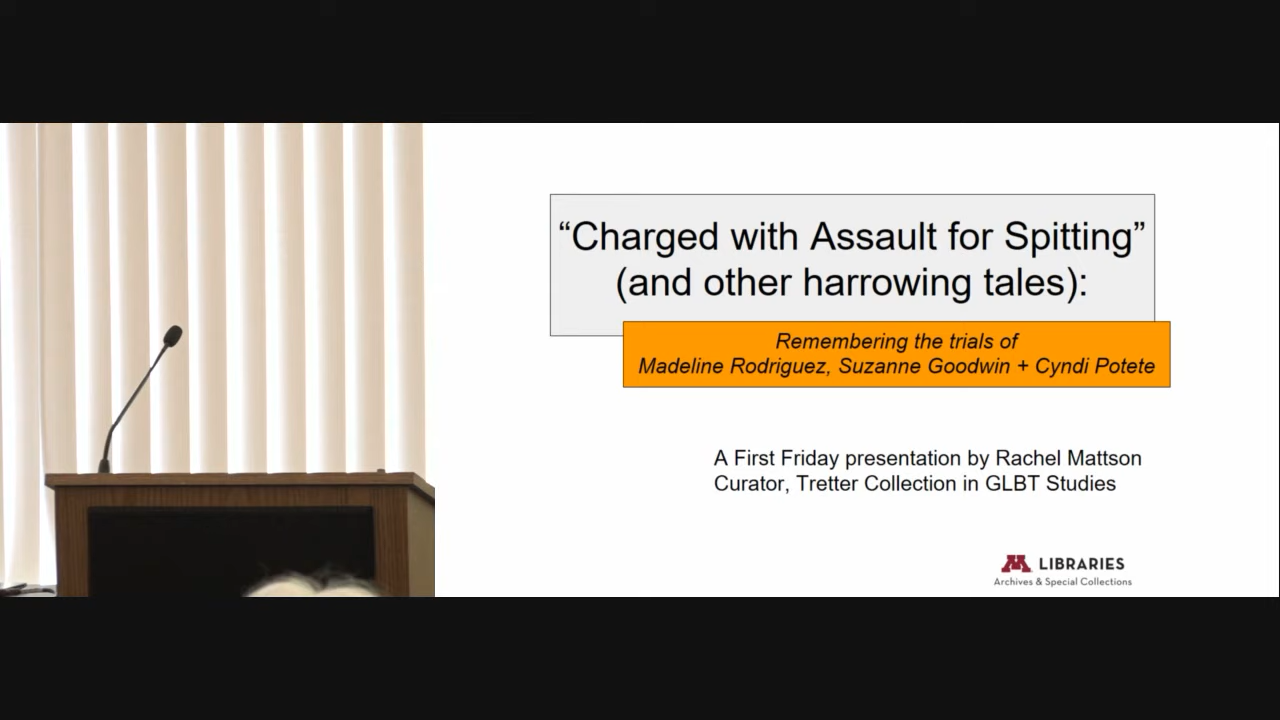 “Charged with Assault for Spitting”
(and other harrowing tales):
Remembering the trials of
Madeline Rodriguez, Suzanne Goodwin + Cyndi Potete
A First Friday presentation by Rachel Mattson
Curator, Tretter Collection in GLBT Studies
M LIBRARIES
Archives & Special Collections